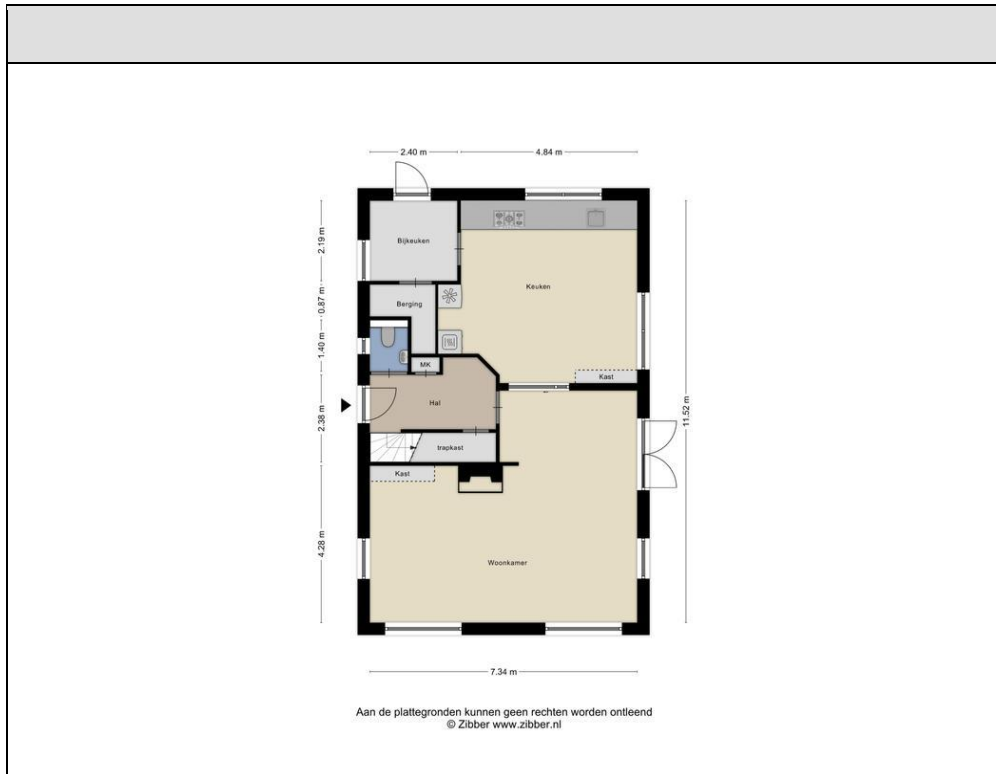 2.40 m
4.84 m
2.19 m
0.87 m
1.40 m
2.38 m
4.28 m
11.52 m
7.34 m
Bijkeuken
Keuken
Berging
MK
Kast
Hal
trapkast
Kast
Woonkamer
Aan de plattegronden kunnen geen rechten worden ontleend
© Zibber www.zibber.nl